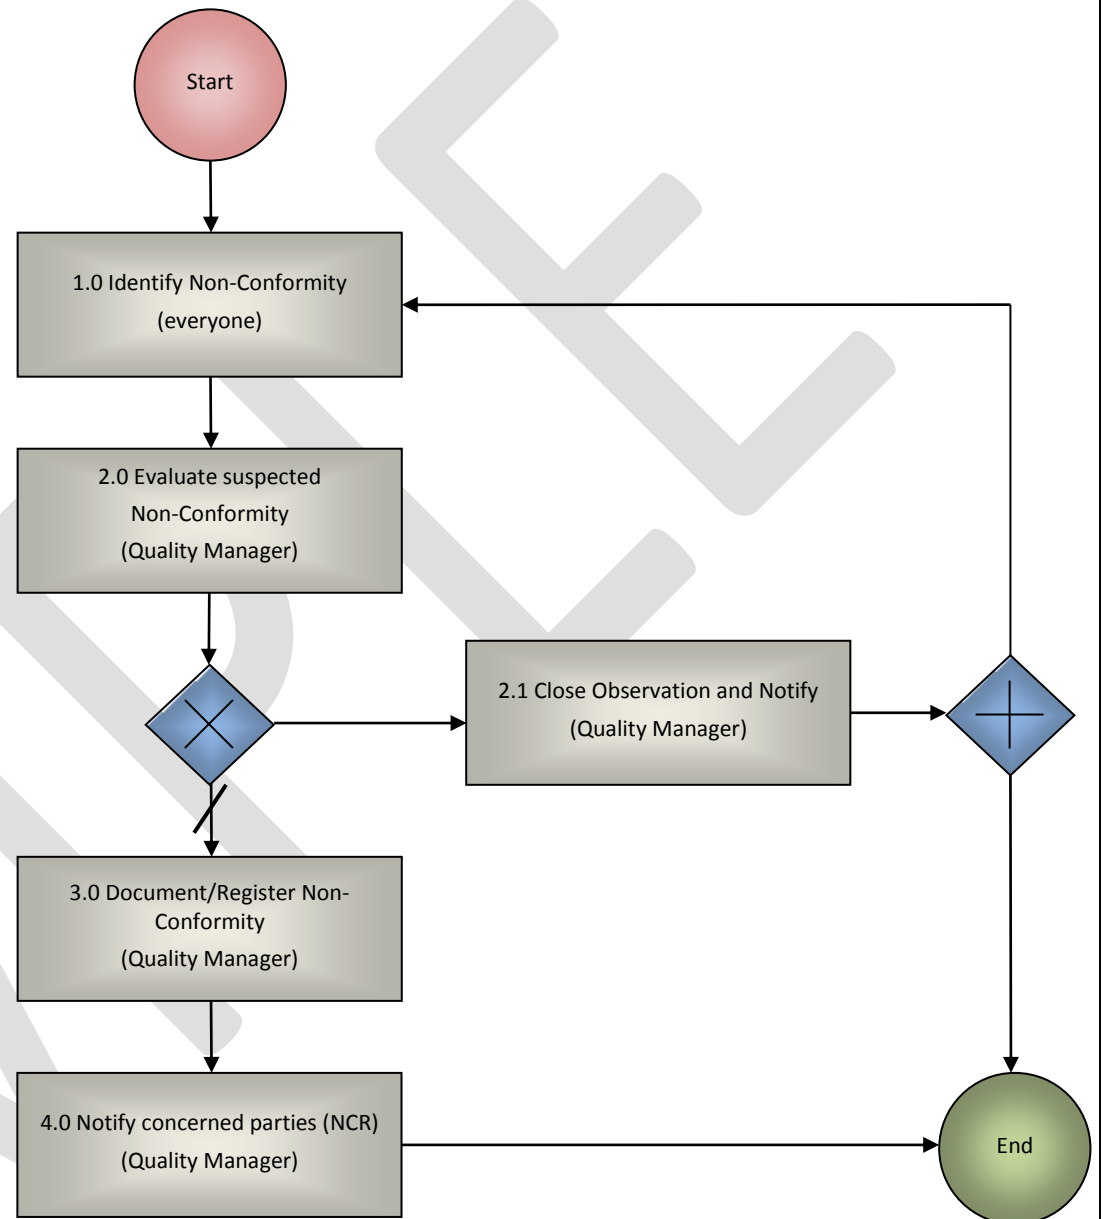 Start
1.0 Identify Non-Conformity
(everyone)
2.0 Evaluate suspected
Non-Conformity
(Quality Manager)
2.1 Close Observation and Notify
(Quality Manager)
3.0 Document/Register Non-
Conformity
(Quality Manager)
4.0 Notify concerned parties (NCR)
(Quality Manager)
End
MPLE